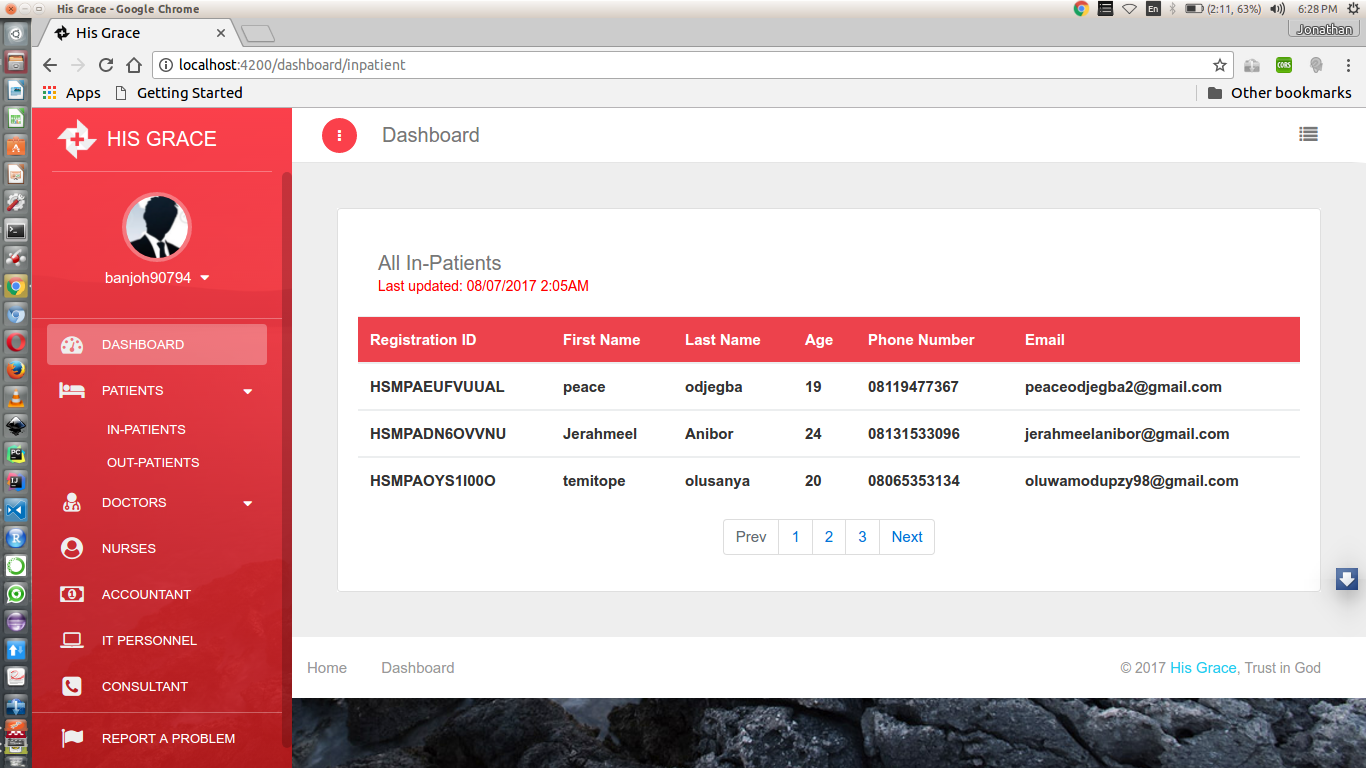 His Grace - Google Chrome
En
(2:11, 63%)
6:28 PM
His Grace
Jonathan
localhost:4200/dashboard/inpatient
CORS
Apps
Getting Started
Other bookmarks
HIS GRACE
banjoh90794
DASHBOARD
PATIENTS
IN-PATIENTS
OUT-PATIENTS
DOCTORS
NURSES
ACCOUNTANT
IT PERSONNEL
CONSULTANT
REPORT A PROBLEM
Dashboard
All In-Patients
Last updated: 08/07/2017 2:05AM
Registration ID First Name Last Name Age Phone Number Email
HSMPAEUFVUUAL peace odjegba 19 08119477367 peaceodjegba2@gmail.com
HSMPADN6OVVNU Jerahmeel Anibor 24 08131533096 jerahmeelanibor@gmail.com
HSMPAOYS1I00O temitope olusanya 20 08065353134 oluwamodupzy98@gmail.com
Prev 1 2 3 Next
Home Dashboard
© 2017 His Grace, Trust in God